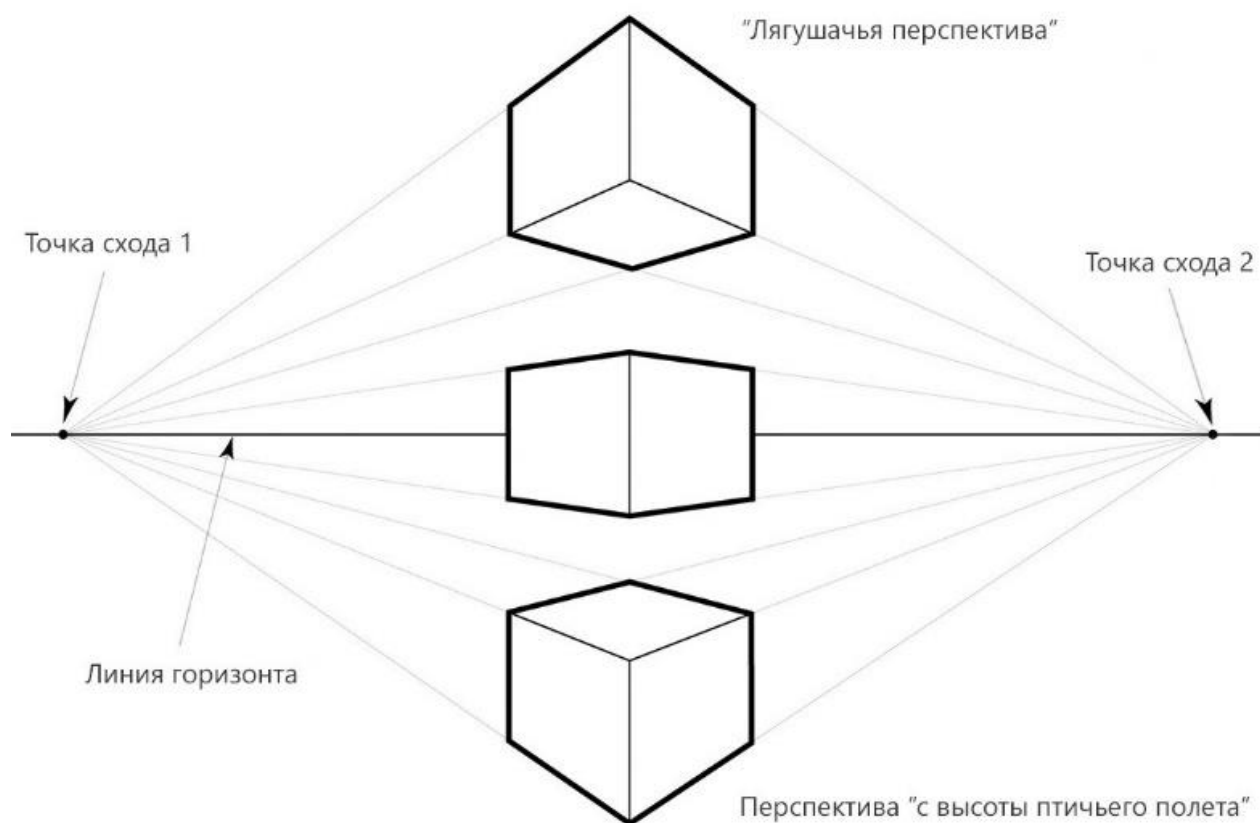 "Лягушачья перспектива"
Точка схода 1
Точка схода 2
Линия горизонта
Перспектива "с высоты птичьего полета"